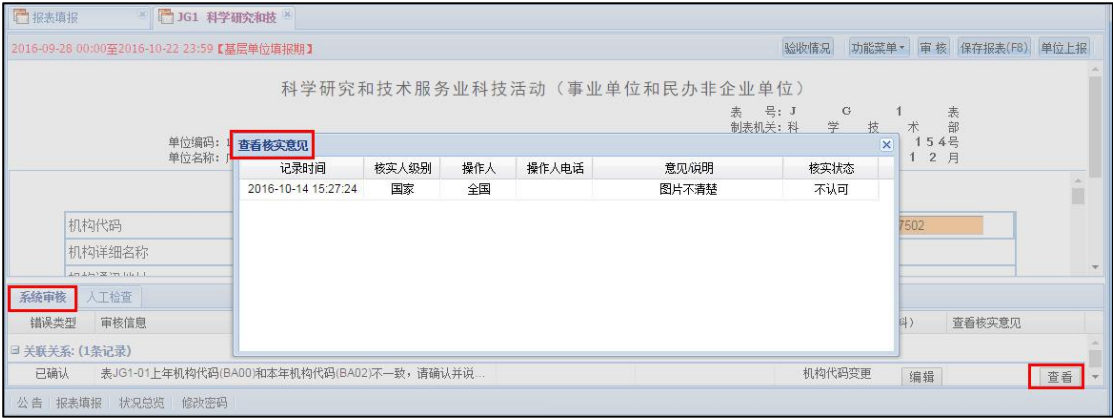 报表填报 JG1 科学研究和技
2016-09-28 00:00至2016-10-22 23:59【基层单位填报期】 验收情况 功能菜单 审核 保存报表(F8) 单位上报
科学研究和技术服务业科技活动（事业单位和民办非企业单位）
表 号：J G 1 表
制表机关：科 学 技 术 部
单位编码： 154号
单位名称： 1 2 月
查看核实意见
记录时间 核实人级别 操作人 操作人电话 意见/说明 核实状态
2016-10-14 15:27:24 国家 全国 图片不清楚 不认可
机构代码 7502
机构详细名称
系统审核 人工检查
错误类型 审核信息 查看核实意见
关联关系: (1条记录)
已确认 表JG1-01上年机构代码(BA00)和本年机构代码(BA02)不一致，请确认并说... 机构代码变更 编辑 查看
公告 报表填报 状况总览 修改密码